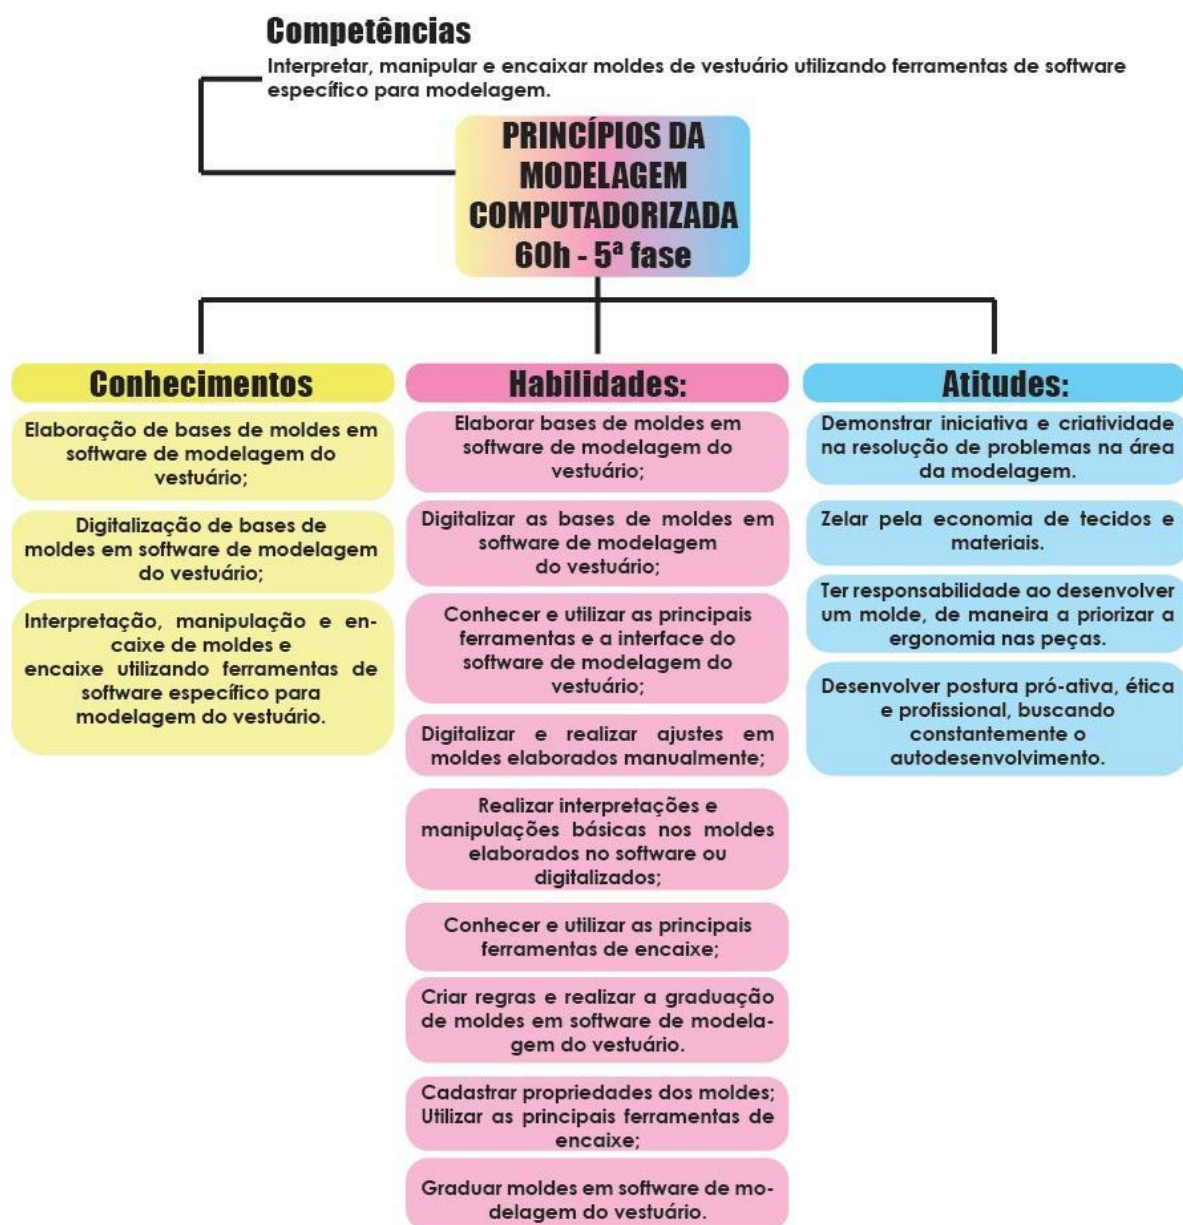 Competências
Interpretar, manipular e encaixar moldes de vestuário utilizando ferramentas de software
específico para modelagem.
PRINCÍPIOS DA
MODELAGEM
COMPUTADORIZADA
60h - 5ª fase
Conhecimentos
Elaboração de bases de moldes em
software de modelagem do
vestuário;
Digitalização de bases de
moldes em software de modelagem
do vestuário;
Interpretação, manipulação e en-
caixe de moldes e
encaixe utilizando ferramentas de
software específico para
modelagem do vestuário.
Habilidades:
Elaborar bases de moldes em
software de modelagem do
vestuário;
Digitalizar as bases de moldes em
software de modelagem
do vestuário;
Conhecer e utilizar as principais
ferramentas e a interface do
software de modelagem do
vestuário;
Digitalizar e realizar ajustes em
moldes elaborados manualmente;
Realizar interpretações e
manipulações básicas nos moldes
elaborados no software ou
digitalizados;
Conhecer e utilizar as principais
ferramentas de encaixe;
Criar regras e realizar a graduação
de moldes em software de modela-
gem do vestuário.
Cadastrar propriedades dos moldes;
Utilizar as principais ferramentas de
encaixe;
Graduar moldes em software de mo-
delagem do vestuário.
Atitudes:
Demonstrar iniciativa e criatividade
na resolução de problemas na área
da modelagem.
Zelar pela economia de tecidos e
materiais.
Ter responsabilidade ao desenvolver
um molde, de maneira a priorizar a
ergonomia nas peças.
Desenvolver postura pró-ativa, ética
e profissional, buscando
constantemente o
autodesenvolvimento.